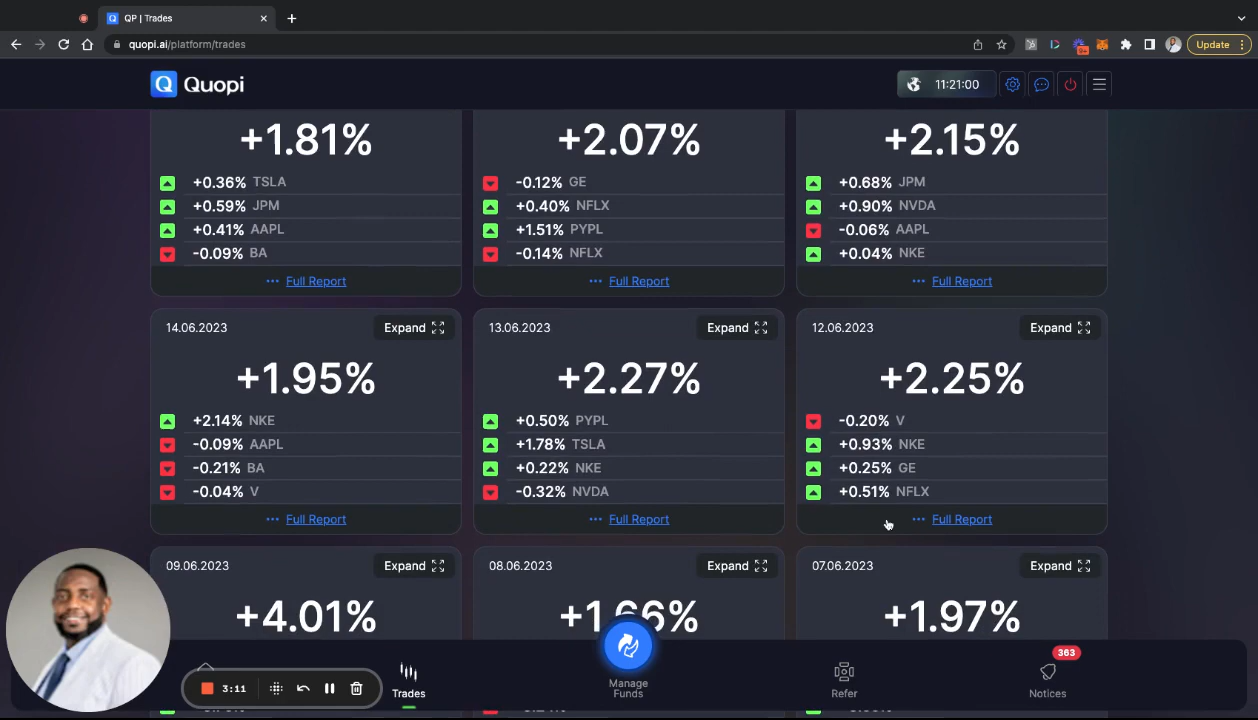 QP | Trades
quopi.ai/platform/trades
9+
Update
Q Quopi
11:21:00
+1.81%
+0.36% TSLA
+0.59% JPM
+0.41% AAPL
-0.09% BA
Full Report
+2.07%
-0.12% GE
+0.40% NFLX
+1.51% PYPL
-0.14% NFLX
Full Report
+2.15%
+0.68% JPM
+0.90% NVDA
-0.06% AAPL
+0.04% NKE
Full Report
14.06.2023 Expand
+1.95%
+2.14% NKE
-0.09% AAPL
-0.21% BA
-0.04% V
Full Report
13.06.2023 Expand
+2.27%
+0.50% PYPL
+1.78% TSLA
+0.22% NKE
-0.32% NVDA
Full Report
12.06.2023 Expand
+2.25%
-0.20% V
+0.93% NKE
+0.25% GE
+0.51% NFLX
Full Report
09.06.2023 Expand
+4.01%
08.06.2023 Expand
+1.66%
07.06.2023 Expand
+1.97%
3:11
Trades
Manage
Funds
Refer
363
Notices